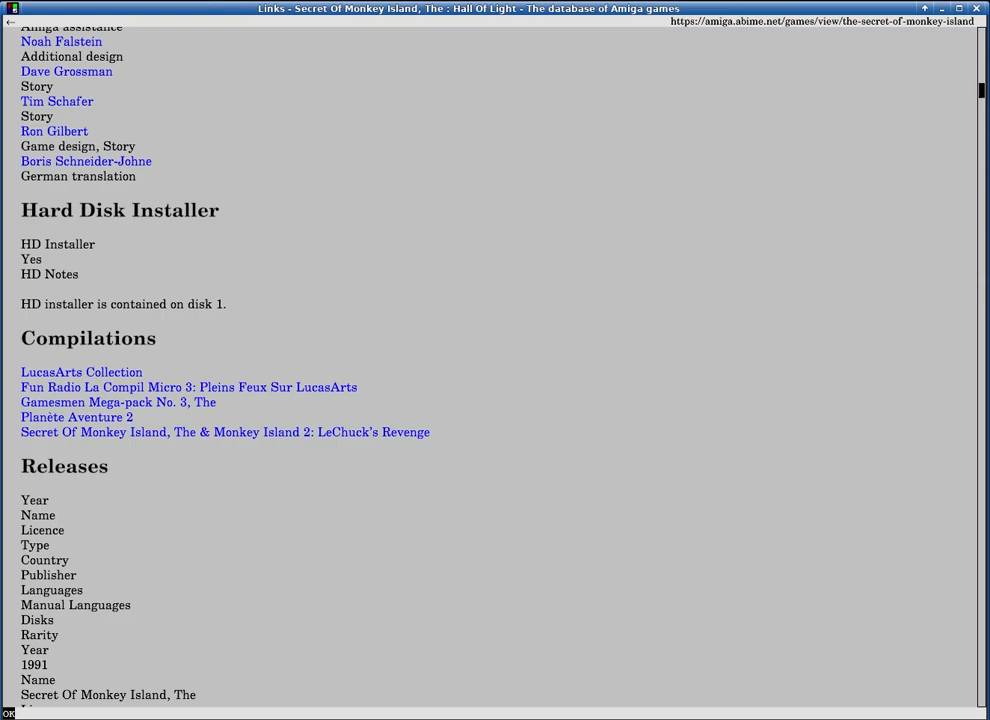 Links - Secret Of Monkey Island, The : Hall Of Light - The database of Amiga games
https://amiga.abime.net/games/view/the-secret-of-monkey-island
Amiga assistance
Noah Falstein
Additional design
Dave Grossman
Story
Tim Schafer
Story
Ron Gilbert
Game design, Story
Boris Schneider-Johne
German translation
Hard Disk Installer
HD Installer
Yes
HD Notes
HD installer is contained on disk 1.
Compilations
LucasArts Collection
Fun Radio La Compil Micro 3: Pleins Feux Sur LucasArts
Gamesmen Mega-pack No. 3, The
Planète Aventure 2
Secret Of Monkey Island, The & Monkey Island 2: LeChuck's Revenge
Releases
Year
Name
Licence
Type
Country
Publisher
Languages
Manual Languages
Disks
Rarity
Year
1991
Name
Secret Of Monkey Island, The
OK